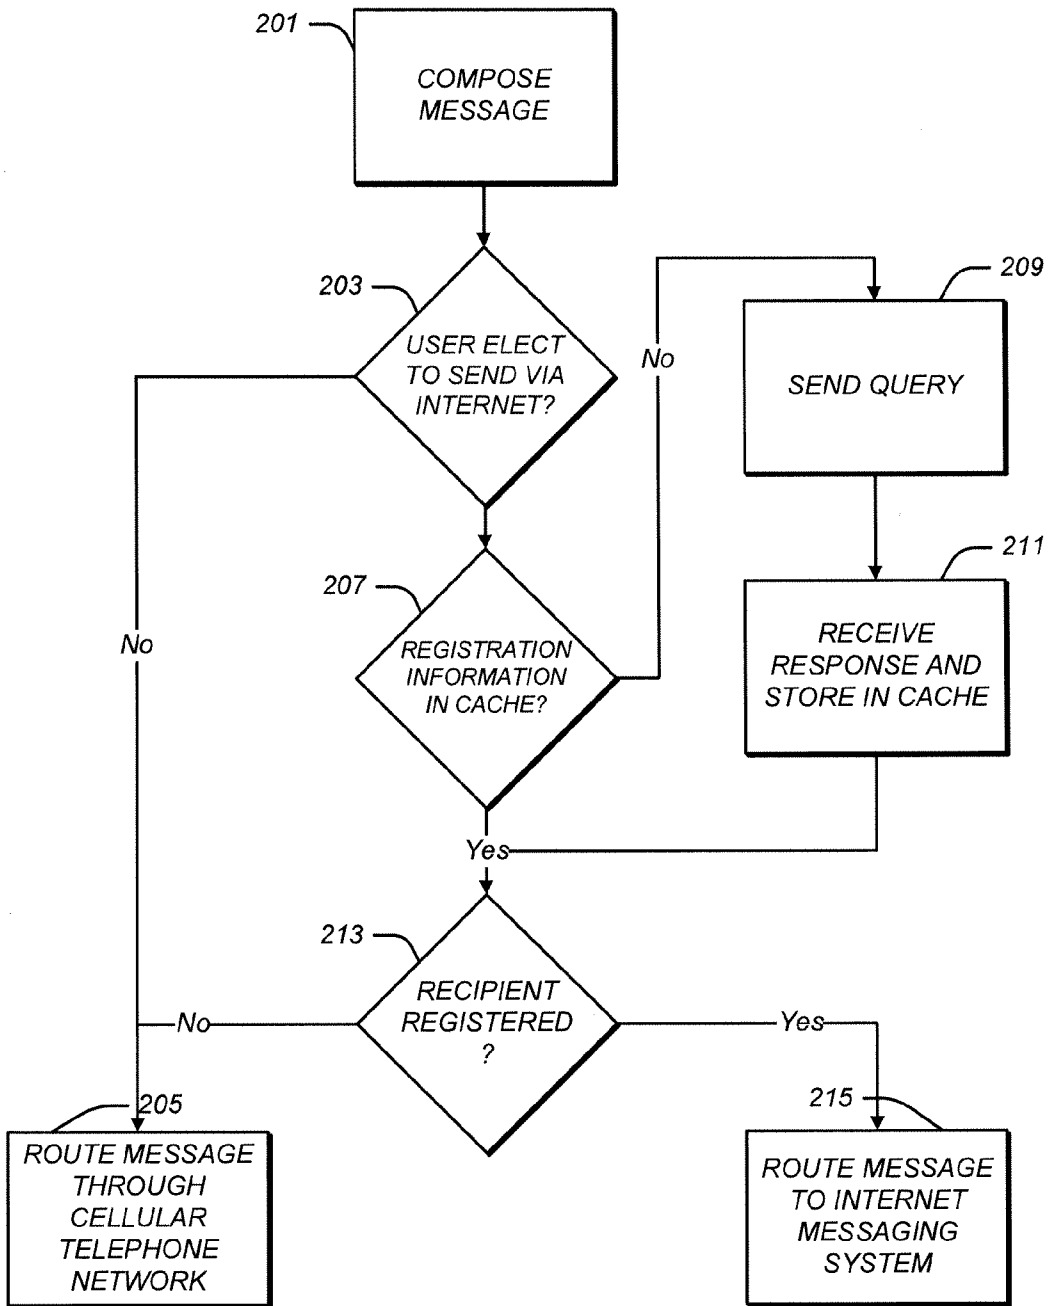 201
COMPOSE
MESSAGE
203
USER ELECT
TO SEND VIA
INTERNET?
No
209
SEND QUERY
207
REGISTRATION
INFORMATION
IN CACHE?
No
211
RECEIVE
RESPONSE AND
STORE IN CACHE
Yes
213
RECIPIENT
REGISTERED
?
No
Yes
205
ROUTE MESSAGE
THROUGH
CELLULAR
TELEPHONE
NETWORK
215
ROUTE MESSAGE
TO INTERNET
MESSAGING
SYSTEM